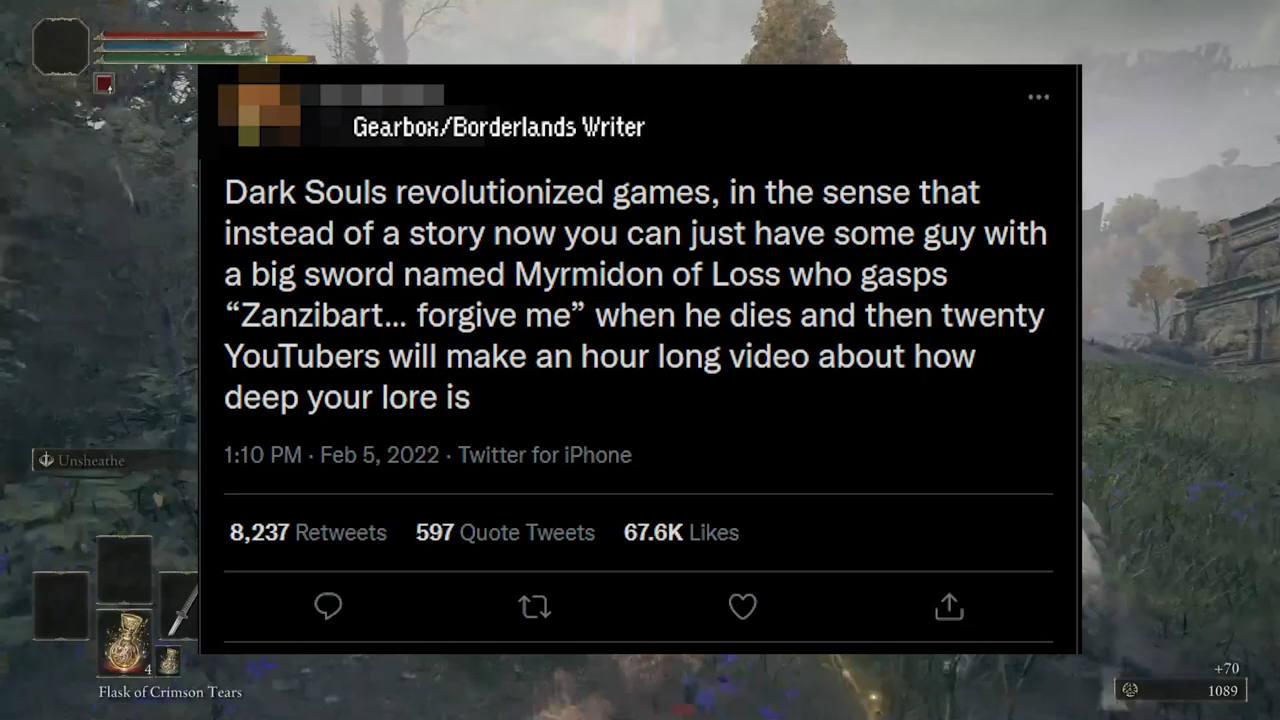 Gearbox/Borderlands Writer
Dark Souls revolutionized games, in the sense that
instead of a story now you can just have some guy with
a big sword named Myrmidon of Loss who gasps
“Zanzibart... forgive me” when he dies and then twenty
YouTubers will make an hour long video about how
deep your lore is
1:10 PM · Feb 5, 2022 · Twitter for iPhone
Unsheathe
8,237 Retweets 597 Quote Tweets 67.6K Likes
4
Flask of Crimson Tears
+70
1089